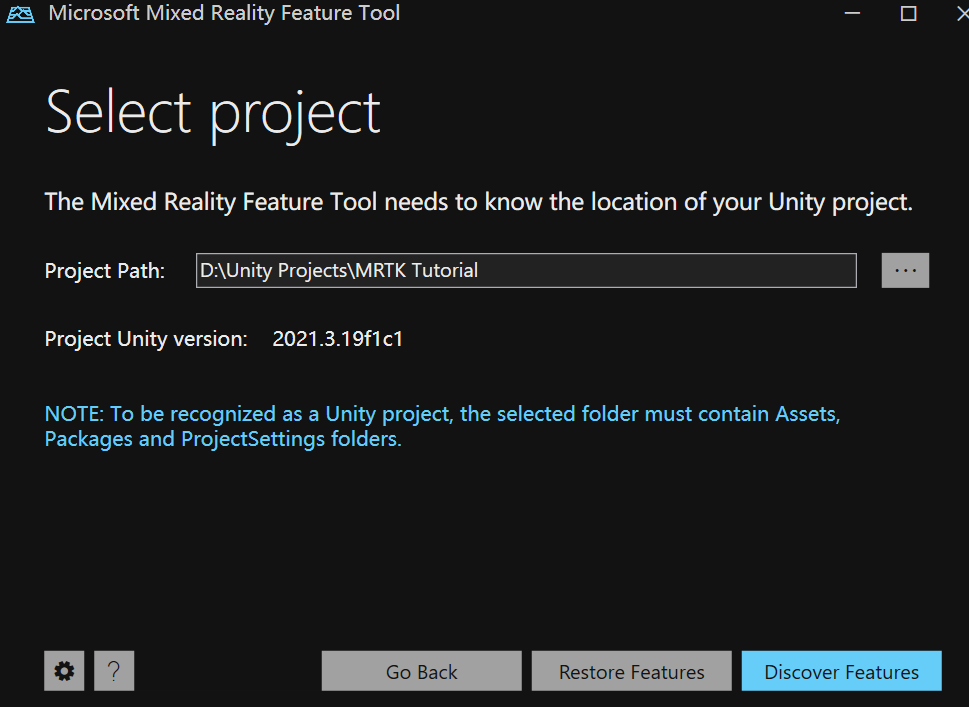 Microsoft Mixed Reality Feature Tool
Select project
The Mixed Reality Feature Tool needs to know the location of your Unity project.
Project Path: D:\Unity Projects\MRTK Tutorial ...
Project Unity version: 2021.3.19f1c1
NOTE: To be recognized as a Unity project, the selected folder must contain Assets,
Packages and ProjectSettings folders.
? Go Back Restore Features Discover Features